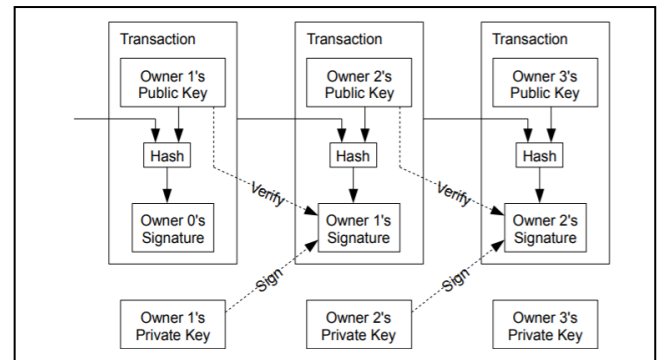 Transaction
Owner 1's
Public Key
Hash
Owner 0's
Signature
Transaction
Owner 2's
Public Key
Hash
Verify
Owner 1's
Signature
Transaction
Owner 3's
Public Key
Hash
Verify
Owner 2's
Signature
Sign
Sign
Owner 1's
Private Key
Owner 2's
Private Key
Owner 3's
Private Key